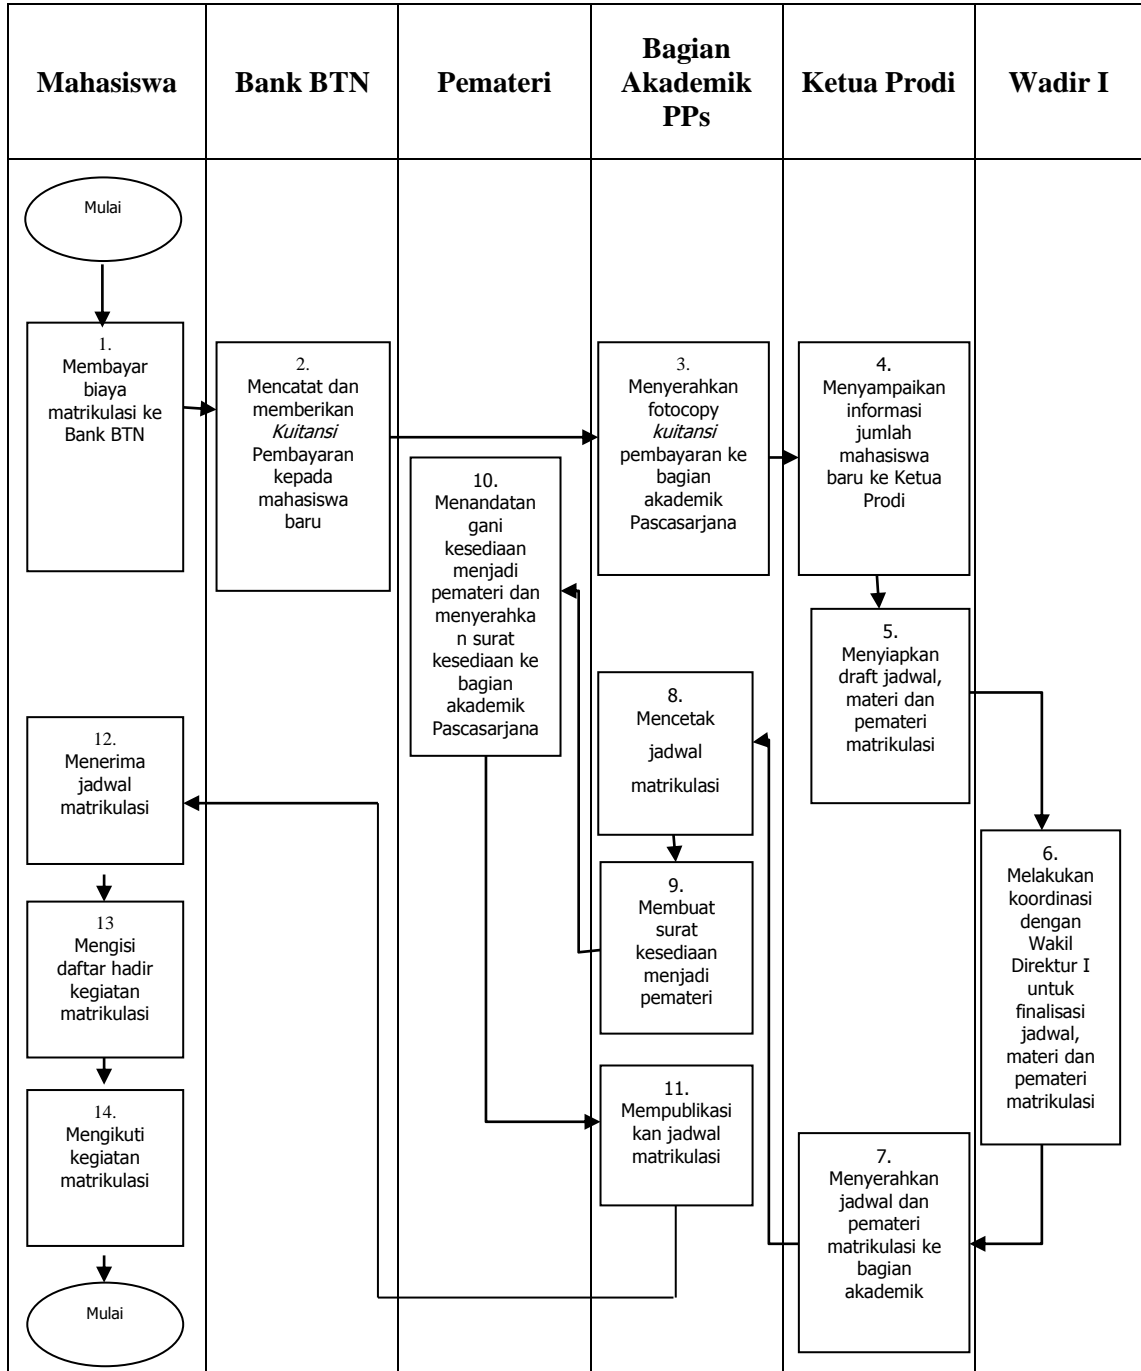 Mahasiswa
Bank BTN
Pemateri
Bagian
Akademik
PPs
Ketua Prodi
Wadir I
Mulai
1.
Membayar
biaya
matrikulasi ke
Bank BTN
2.
Mencatat dan
memberikan
Kuitansi
Pembayaran
kepada
mahasiswa
baru
3.
Menyerahkan
fotocopy
kuitansi
pembayaran ke
bagian
akademik
Pascasarjana
4.
Menyampaikan
informasi
jumlah
mahasiswa
baru ke Ketua
Prodi
5.
Menyiapkan
draft jadwal,
materi dan
pemateri
matrikulasi
6.
Melakukan
koordinasi
dengan
Wakil
Direktur I
untuk
finalisasi
jadwal,
materi dan
pemateri
matrikulasi
7.
Menyerahkan
jadwal dan
pemateri
matrikulasi ke
bagian
akademik
8.
Mencetak
jadwal
matrikulasi
9.
Membuat
surat
kesediaan
menjadi
pemateri
10.
Menandatan
gani
kesediaan
menjadi
pemateri dan
menyerahka
n surat
kesediaan ke
bagian
akademik
Pascasarjana
11.
Mempublikasi
kan jadwal
matrikulasi
12.
Menerima
jadwal
matrikulasi
13
Mengisi
daftar hadir
kegiatan
matrikulasi
14.
Mengikuti
kegiatan
matrikulasi
Mulai